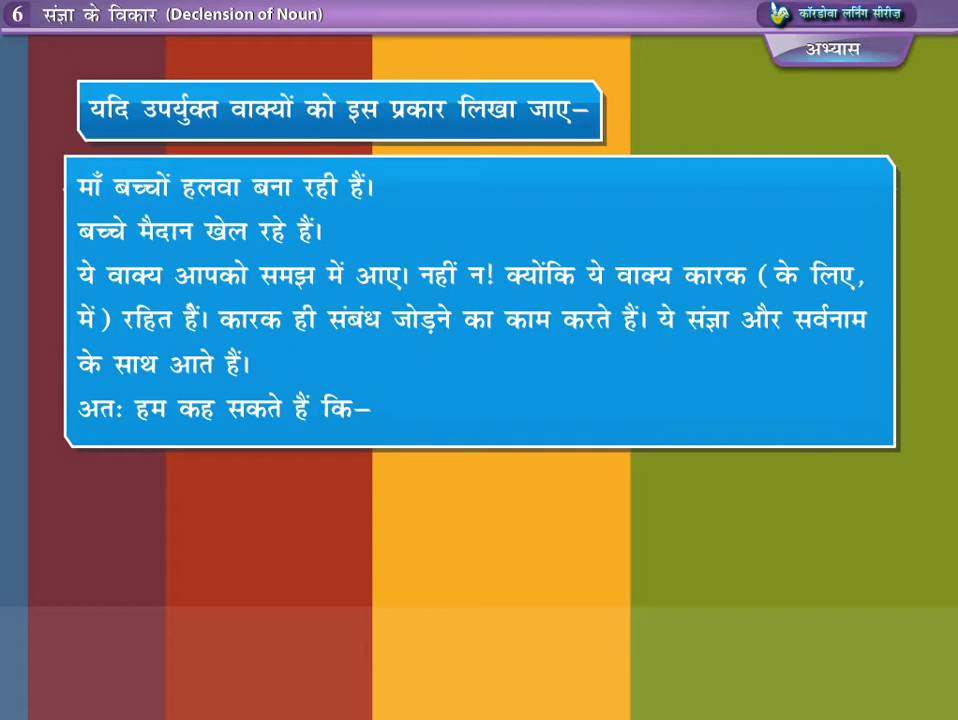 6 संज्ञा के विकार (Declension of Noun)
कॉरडोवा लर्निंग सीरीज़
अभ्यास
यदि उपर्युक्त वाक्यों को इस प्रकार लिखा जाए–
माँ बच्चों हलवा बना रही हैं।
बच्चे मैदान खेल रहे हैं।
ये वाक्य आपको समझ में आए। नहीं न! क्योंकि ये वाक्य कारक (के लिए,
में) रहित हैं। कारक ही संबंध जोड़ने का काम करते हैं। ये संज्ञा और सर्वनाम
के साथ आते हैं।
अतः हम कह सकते हैं कि–